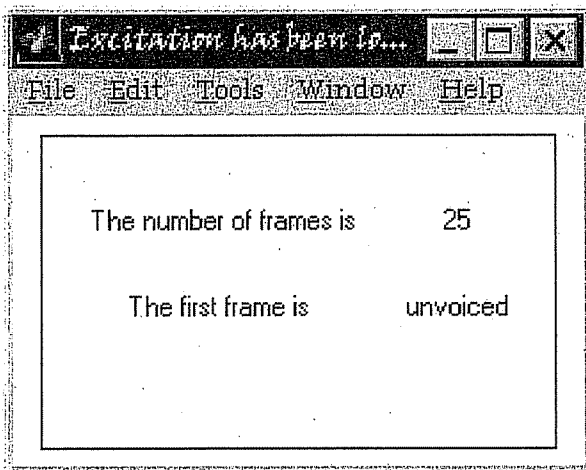 Excitation has been lo...
File Edit Tools Window Help
The number of frames is 25
The first frame is unvoiced